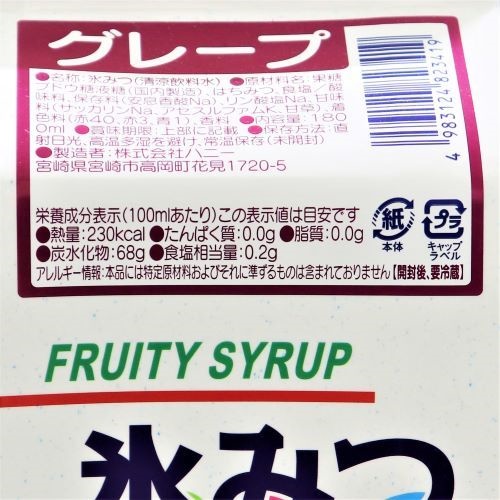 グレープ
●名称:氷みつ(清涼飲料水)●原材料名:果糖
ブドウ糖液糖(国内製造)、はちみつ、食塩/酸
味料、保存料(安息香酸Na)、リン酸塩Na、甘味
料(サッカリンNa、アセスルファムK、甘草)、着
色料(赤40、赤3、青1)、香料 ●内容量:180
0ml ●賞味期限:上部に記載 ●保存方法:直
射日光、高温多湿を避け、常温保存(未開封)
●製造者:株式会社ハニー
宮崎県宮崎市高岡町花見1720-5
4983124823419
栄養成分表示(100mlあたり)この表示値は目安です
●熱量:230kcal ●たんぱく質:0.0g ●脂質:0.0g
●炭水化物:68g ●食塩相当量:0.2g
アレルギー情報:本品には特定原材料およびそれに準ずるものは含まれておりません【開封後、要冷蔵】
紙
本体
プラ
キャップ
ラベル
FRUITY SYRUP
氷みつ